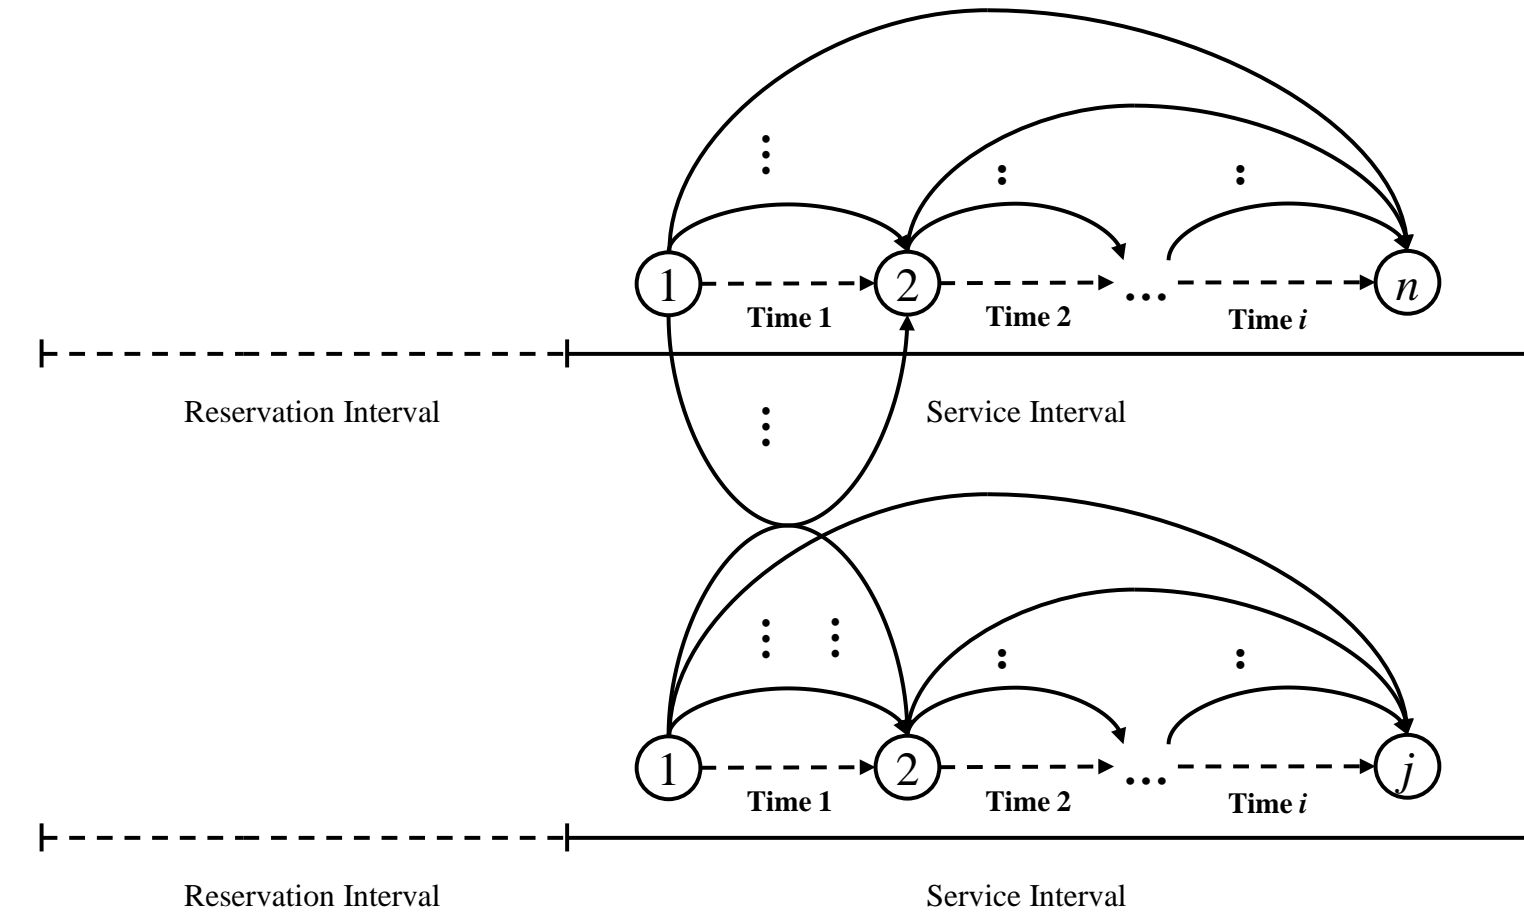 1 2 ... n
Time 1 Time 2 Time i
Reservation Interval Service Interval
1 2 ... j
Time 1 Time 2 Time i
Reservation Interval Service Interval